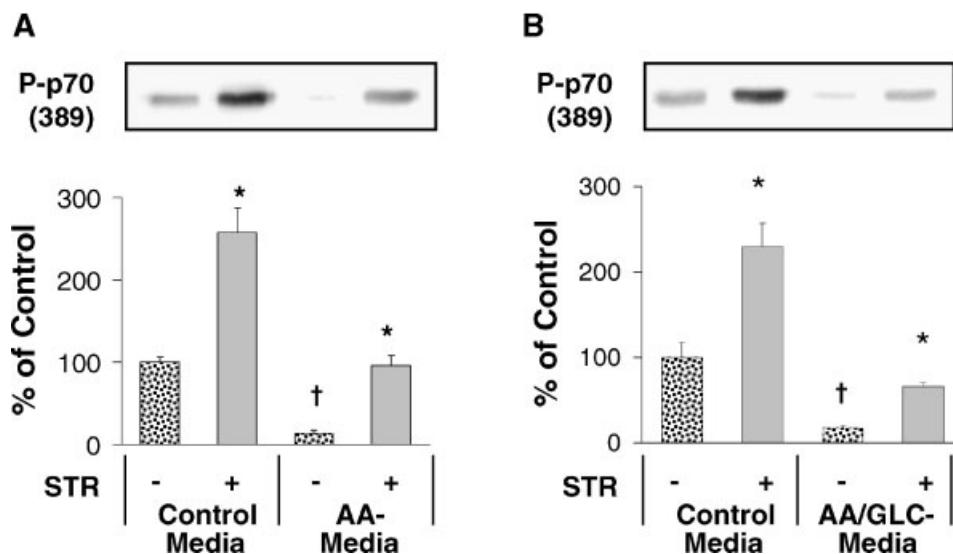 A
P-p70
(389)
% of Control
300
200
100
0
*
†
*
STR - + - +
Control
Media
AA-
Media
B
P-p70
(389)
% of Control
300
200
100
0
*
†
*
STR - + - +
Control
Media
AA/GLC-
Media